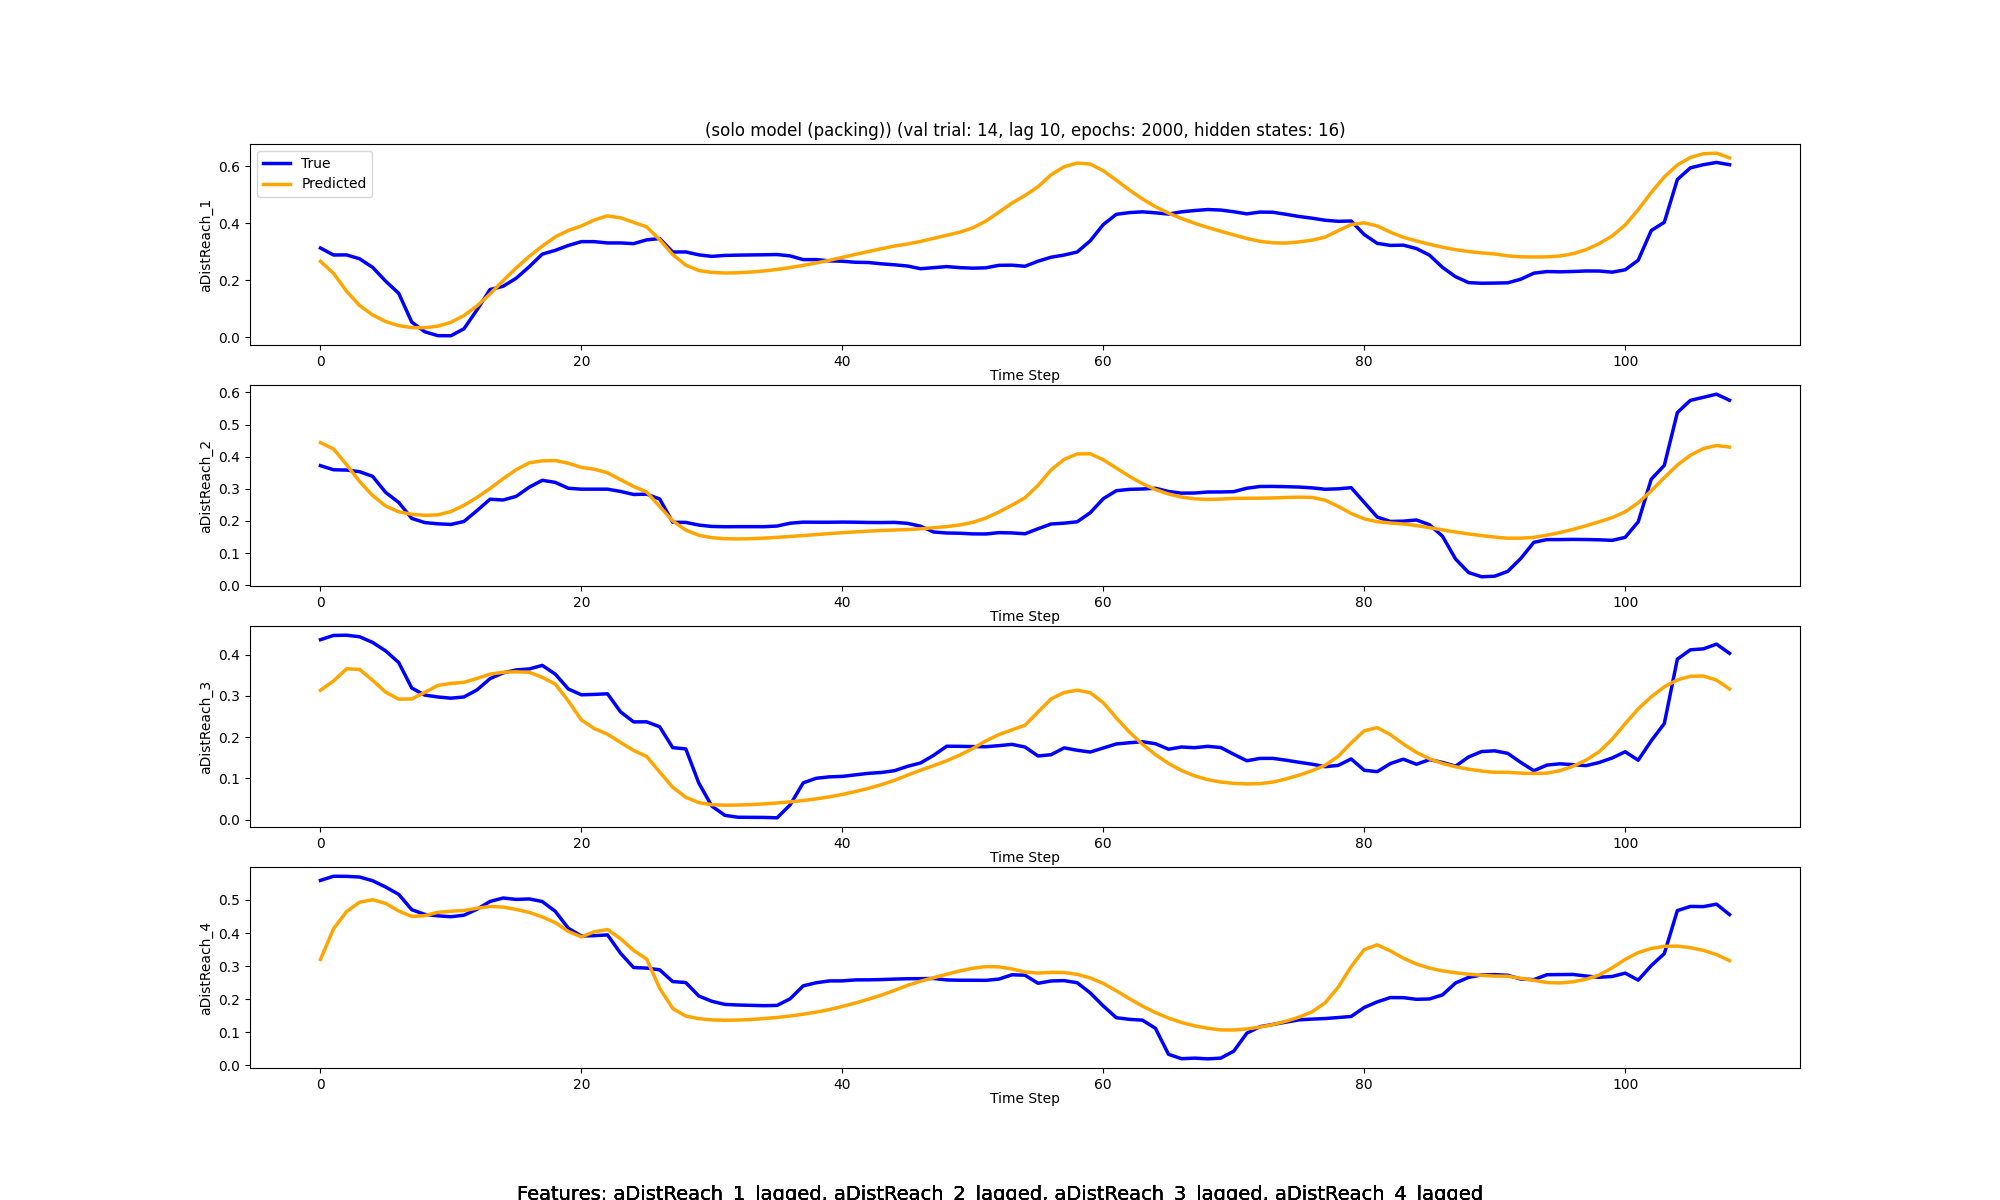 (solo model (packing)) (val trial: 14, lag 10, epochs: 2000, hidden states: 16)
True
Predicted
aDistReach_1
0.6
0.4
0.2
0.0
0 20 40 60 80 100
Time Step
aDistReach_2
0.6
0.5
0.4
0.3
0.2
0.1
0.0
0 20 40 60 80 100
Time Step
aDistReach_3
0.4
0.3
0.2
0.1
0.0
0 20 40 60 80 100
Time Step
aDistReach_4
0.5
0.4
0.3
0.2
0.1
0.0
0 20 40 60 80 100
Time Step
Features: aDistReach_1_lagged, aDistReach_2_lagged, aDistReach_3_lagged, aDistReach_4_lagged